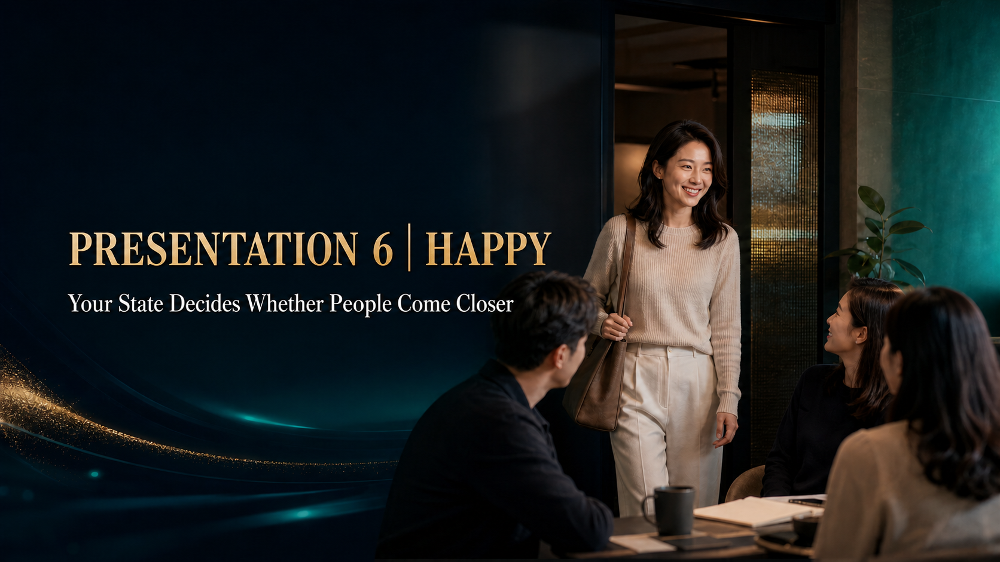 PRESENTATION 6 | HAPPY
Your State Decides Whether People Come Closer